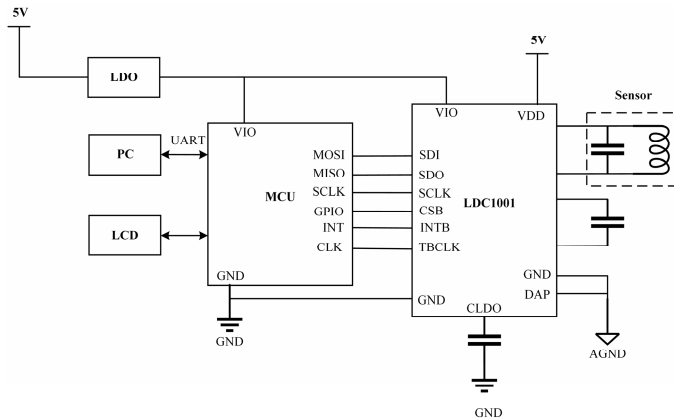 5V
5V
LDO
Sensor
VIO
VIO
VDD
PC
UART
MOSI
SDI
MISO
SDO
MCU
SCLK
SCLK
LDC1001
GPIO
CSB
LCD
INT
INTB
CLK
TBCLK
GND
GND
GND
DAP
CLDO
GND
AGND
GND